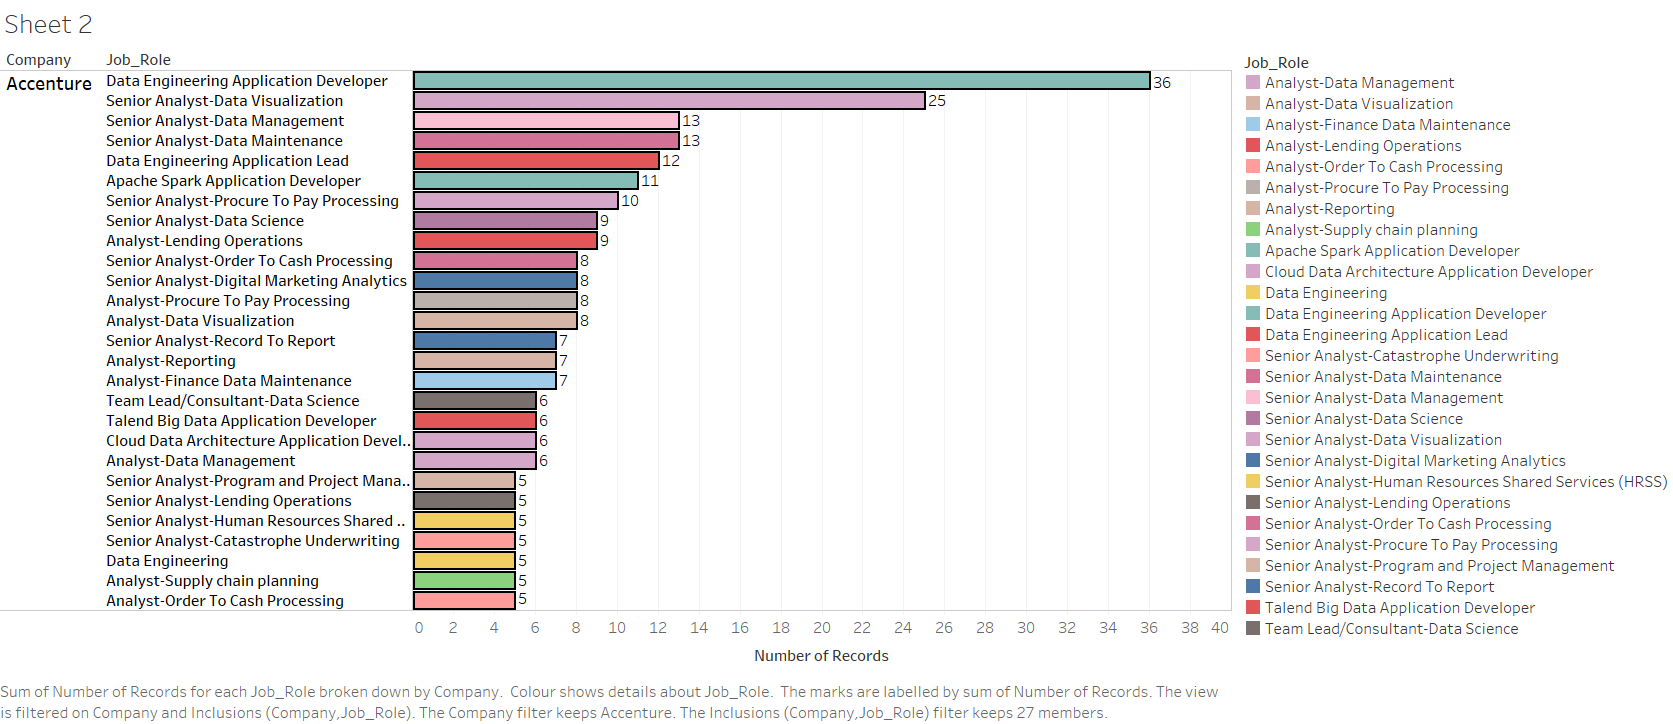 Sheet 2
Company Job_Role
Accenture Data Engineering Application Developer 36
Senior Analyst-Data Visualization 25
Senior Analyst-Data Management 13
Senior Analyst-Data Maintenance 13
Data Engineering Application Lead 12
Apache Spark Application Developer 11
Senior Analyst-Procure To Pay Processing 10
Senior Analyst-Data Science 9
Analyst-Lending Operations 9
Senior Analyst-Order To Cash Processing 8
Senior Analyst-Digital Marketing Analytics 8
Analyst-Procure To Pay Processing 8
Analyst-Data Visualization 8
Senior Analyst-Record To Report 7
Analyst-Reporting 7
Analyst-Finance Data Maintenance 7
Team Lead/Consultant-Data Science 6
Talend Big Data Application Developer 6
Cloud Data Architecture Application Devel.. 6
Analyst-Data Management 6
Senior Analyst-Program and Project Mana.. 5
Senior Analyst-Lending Operations 5
Senior Analyst-Human Resources Shared .. 5
Senior Analyst-Catastrophe Underwriting 5
Data Engineering 5
Analyst-Supply chain planning 5
Analyst-Order To Cash Processing 5
0 2 4 6 8 10 12 14 16 18 20 22 24 26 28 30 32 34 36 38 40
Number of Records
Job_Role
Analyst-Data Management
Analyst-Data Visualization
Analyst-Finance Data Maintenance
Analyst-Lending Operations
Analyst-Order To Cash Processing
Analyst-Procure To Pay Processing
Analyst-Reporting
Analyst-Supply chain planning
Apache Spark Application Developer
Cloud Data Architecture Application Developer
Data Engineering
Data Engineering Application Developer
Data Engineering Application Lead
Senior Analyst-Catastrophe Underwriting
Senior Analyst-Data Maintenance
Senior Analyst-Data Management
Senior Analyst-Data Science
Senior Analyst-Data Visualization
Senior Analyst-Digital Marketing Analytics
Senior Analyst-Human Resources Shared Services (HRSS)
Senior Analyst-Lending Operations
Senior Analyst-Order To Cash Processing
Senior Analyst-Procure To Pay Processing
Senior Analyst-Program and Project Management
Senior Analyst-Record To Report
Talend Big Data Application Developer
Team Lead/Consultant-Data Science
Sum of Number of Records for each Job_Role broken down by Company.  Colour shows details about Job_Role.  The marks are labelled by sum of Number of Records. The view
is filtered on Company and Inclusions (Company,Job_Role). The Company filter keeps Accenture. The Inclusions (Company,Job_Role) filter keeps 27 members.